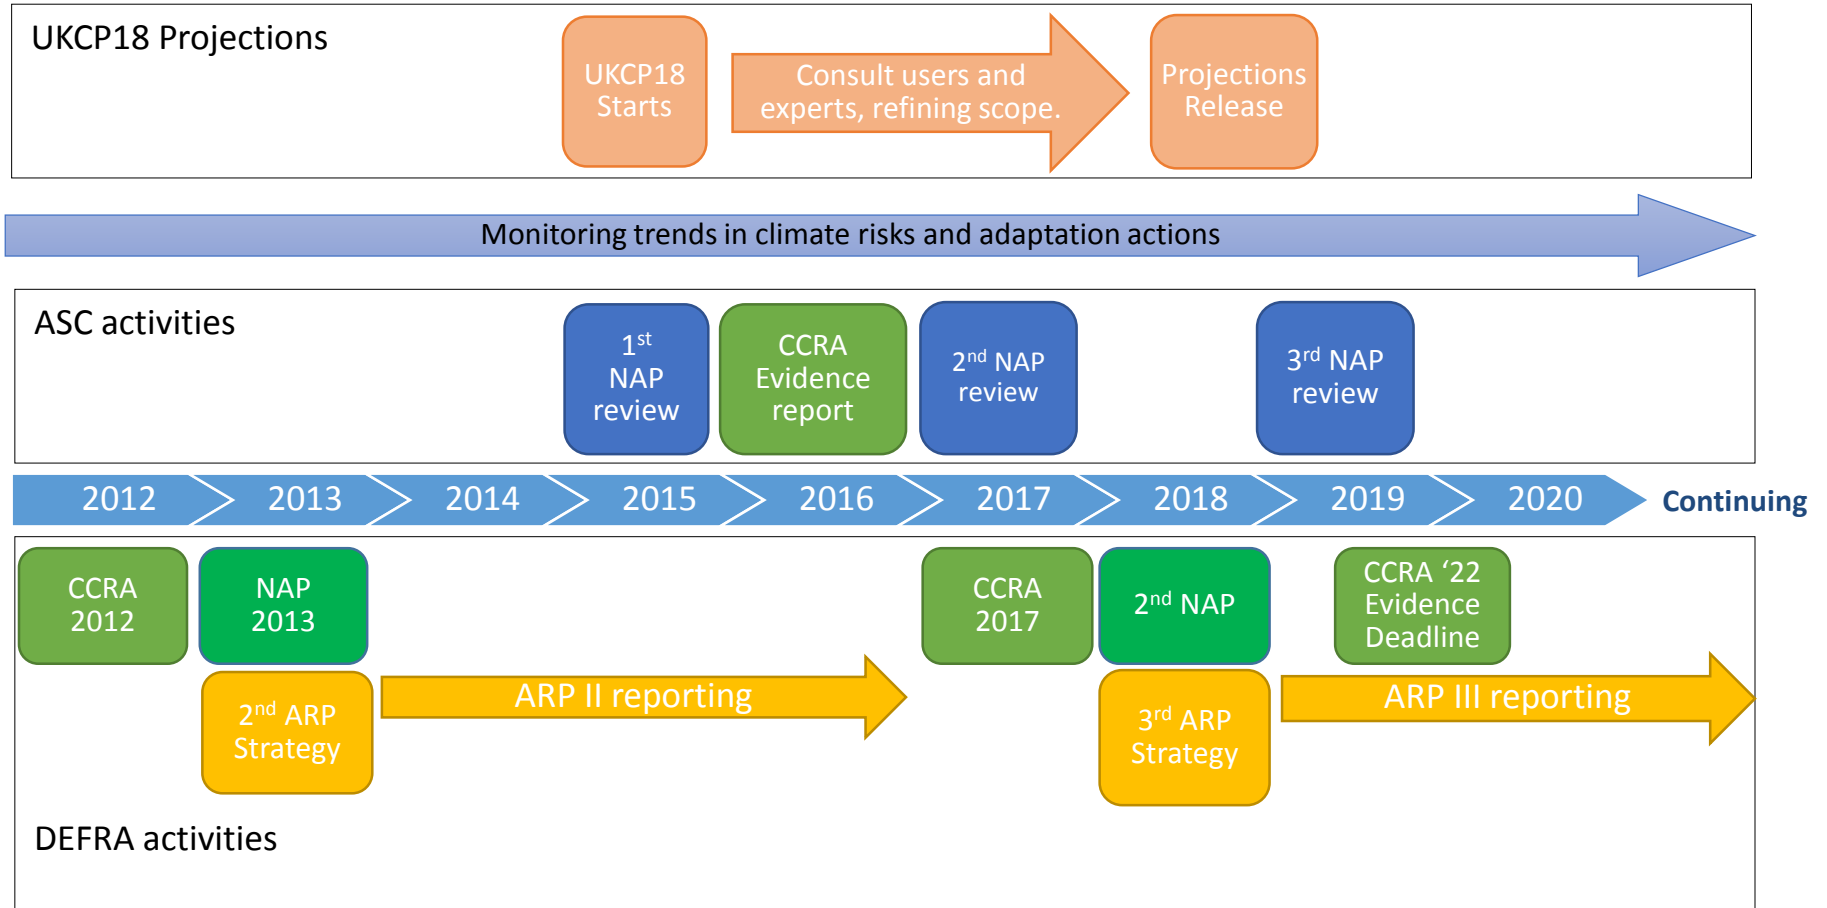 UKCP18 Projections
UKCP18
Starts
Consult users and
experts, refining scope.
Projections
Release
Monitoring trends in climate risks and adaptation actions
ASC activities
1st
NAP
review
CCRA
Evidence
report
2nd NAP
review
3rd NAP
review
2012
2013
2014
2015
2016
2017
2018
2019
2020
Continuing
CCRA
2012
NAP
2013
CCRA
2017
2nd NAP
CCRA ‘22
Evidence
Deadline
2nd ARP
Strategy
ARP II reporting
3rd ARP
Strategy
ARP III reporting
DEFRA activities